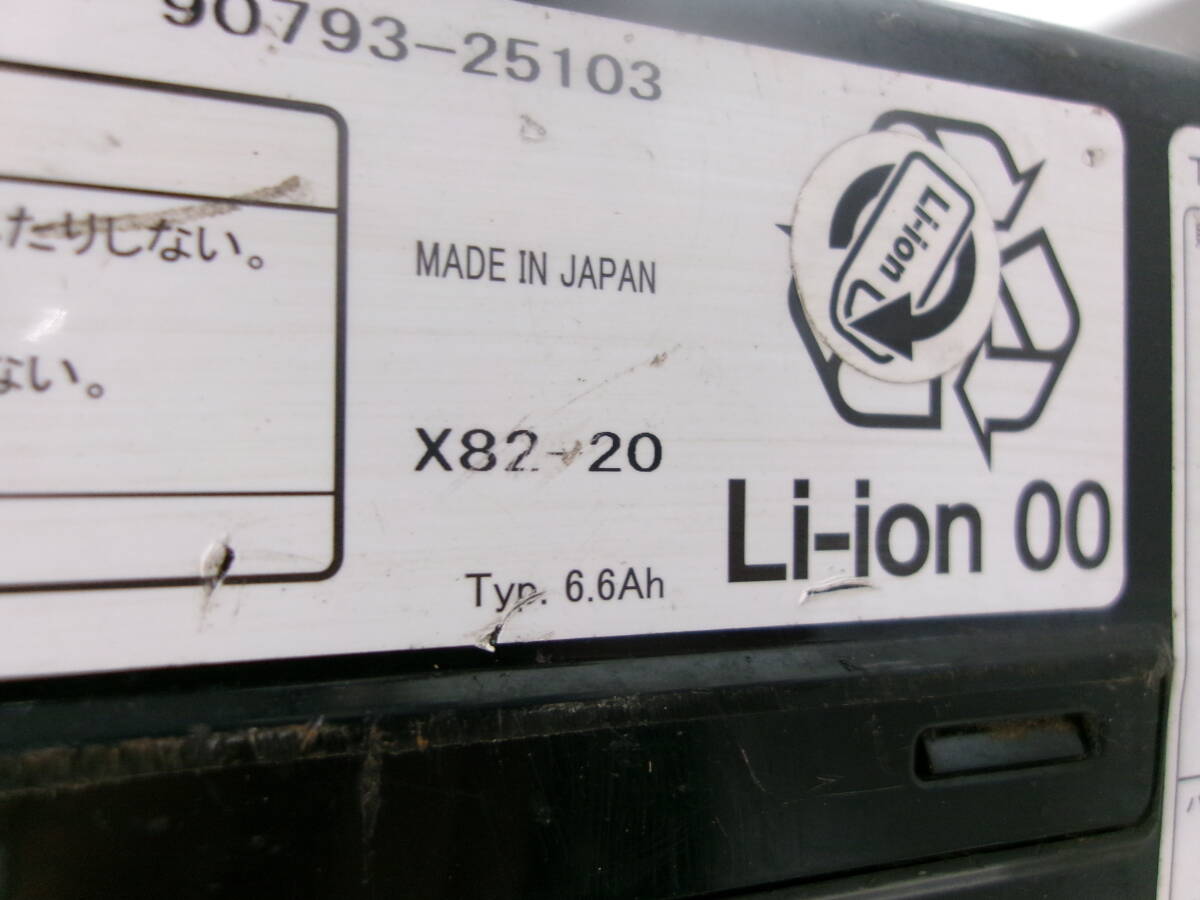 90793-25103
たりしない。
MADE IN JAPAN
Li-ion
ない。
X82-20
Li-ion 00
Typ. 6.6Ah